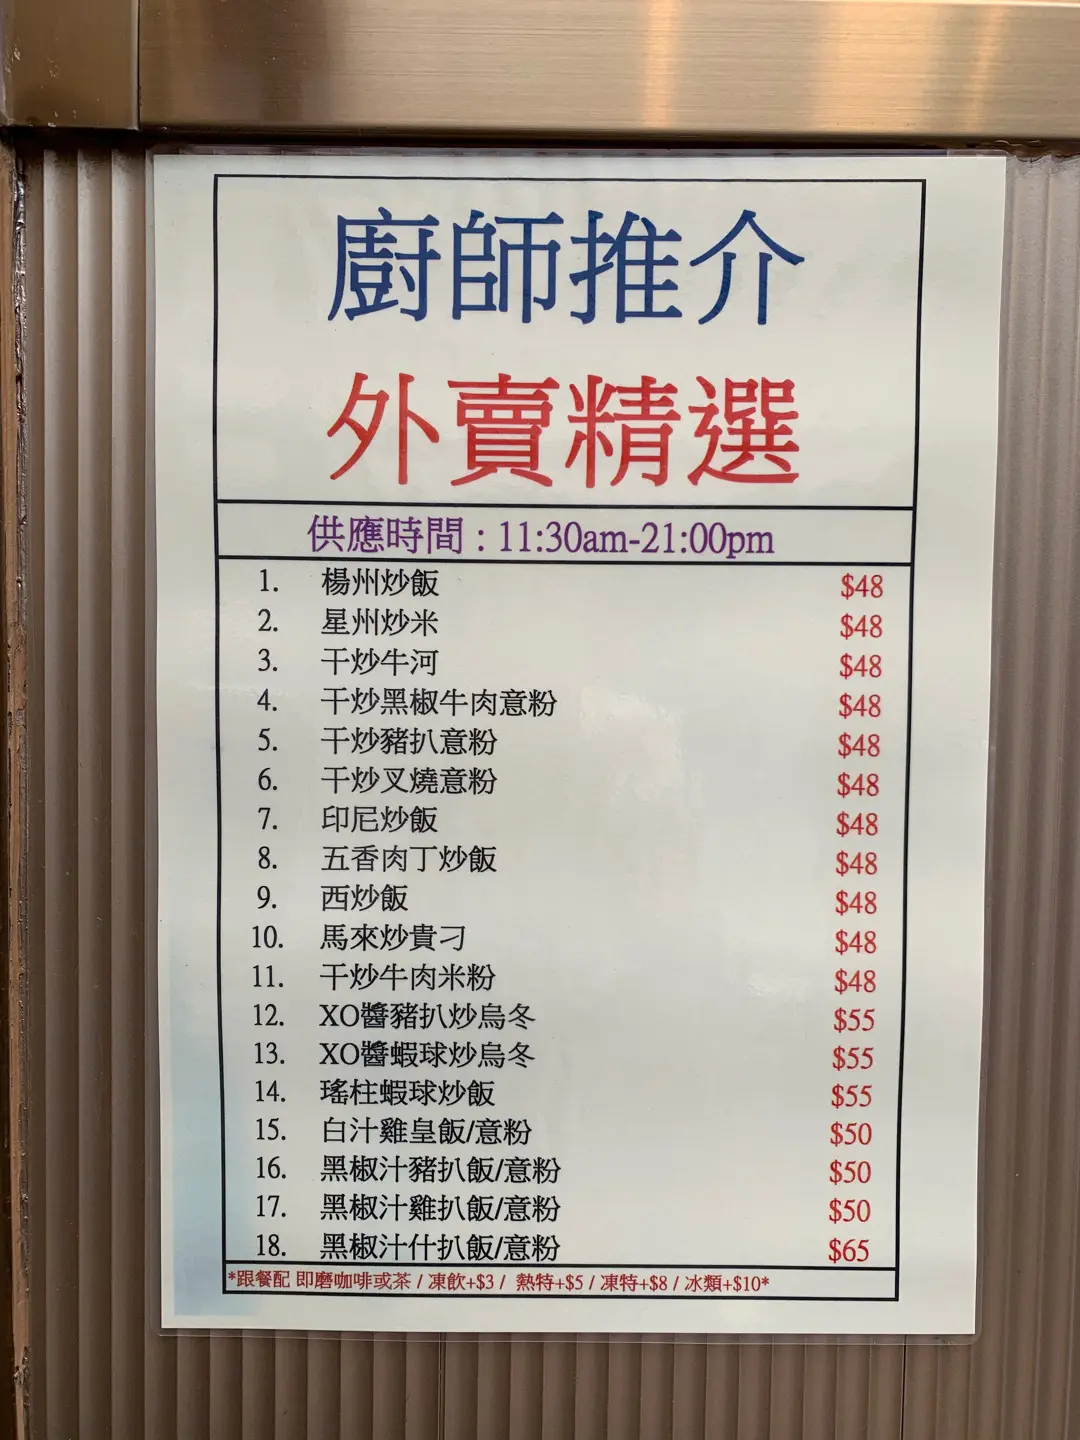 廚師推介
外賣精選
供應時間 : 11:30am-21:00pm
1. 楊州炒飯 $48
2. 星州炒米 $48
3. 干炒牛河 $48
4. 干炒黑椒牛肉意粉 $48
5. 干炒豬扒意粉 $48
6. 干炒叉燒意粉 $48
7. 印尼炒飯 $48
8. 五香肉丁炒飯 $48
9. 西炒飯 $48
10. 馬來炒貴刁 $48
11. 干炒牛肉米粉 $48
12. XO醬豬扒炒烏冬 $55
13. XO醬蝦球炒烏冬 $55
14. 瑤柱蝦球炒飯 $55
15. 白汁雞皇飯/意粉 $50
16. 黑椒汁豬扒飯/意粉 $50
17. 黑椒汁雞扒飯/意粉 $50
18. 黑椒汁什扒飯/意粉 $65
*跟餐配 即磨咖啡或茶 / 凍飲+$3 / 熱特+$5 / 凍特+$8 / 冰類+$10*